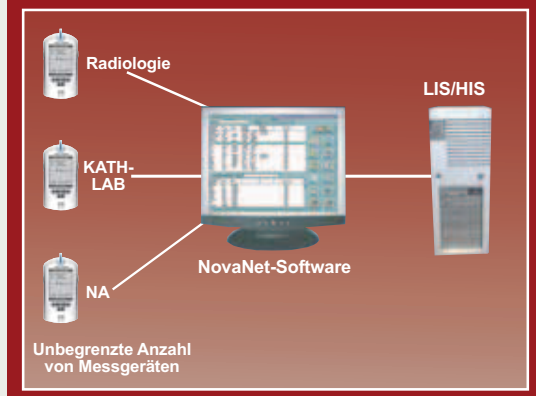 Radiologie
LIS/HIS
KATH-
LAB
NovaNet-Software
NA
Unbegrenzte Anzahl
von Messgeräten